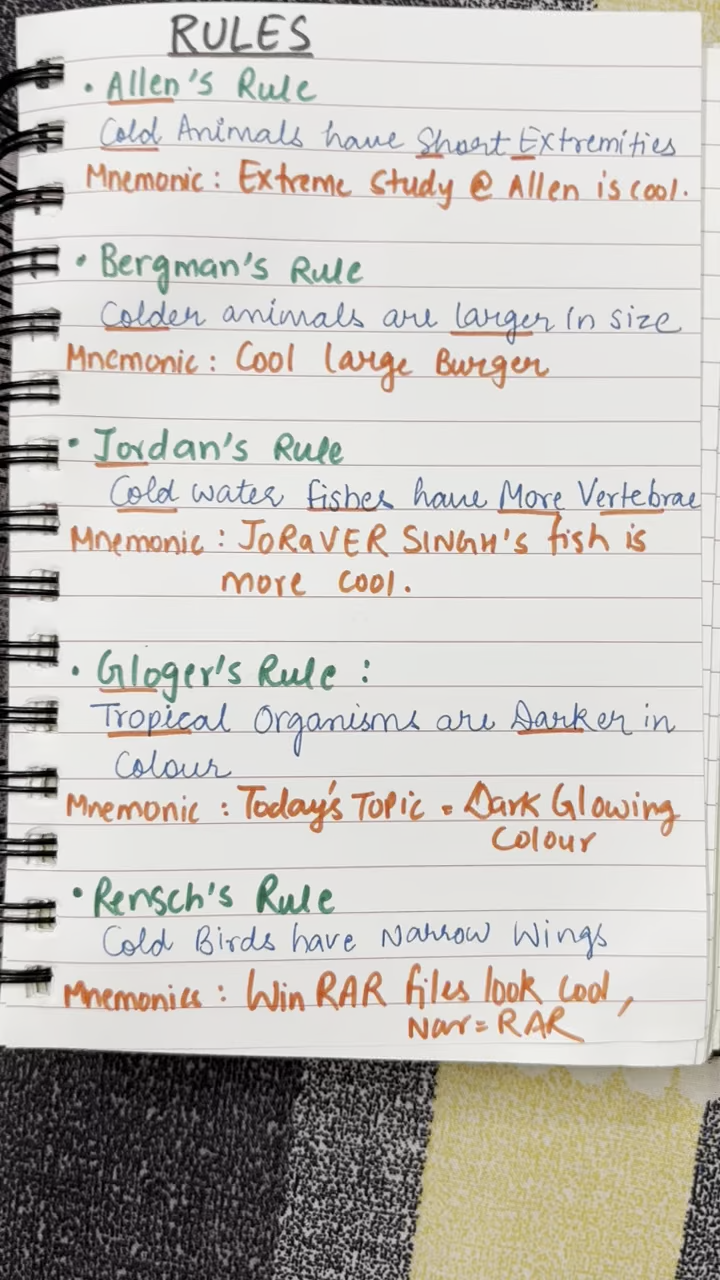 RULES
• Allen's Rule
Cold Animals have Short Extremities
Mnemonic : Extreme Study @ Allen is cool.
• Bergman's Rule
Colder animals are larger in size
Mnemonic : Cool large Burger
• Jordan's Rule
Cold water fishes have More Vertebrae
Mnemonic : JoRaVER SINGH's fish is
more cool.
• Gloger's Rule :
Tropical Organisms are Darker in
Colour
Mnemonic : Today's Topic = Dark Glowing
Colour
• Rensch's Rule
Cold Birds have Narrow Wings
Mnemonics : Win RAR files look cool,
Nar = RAR